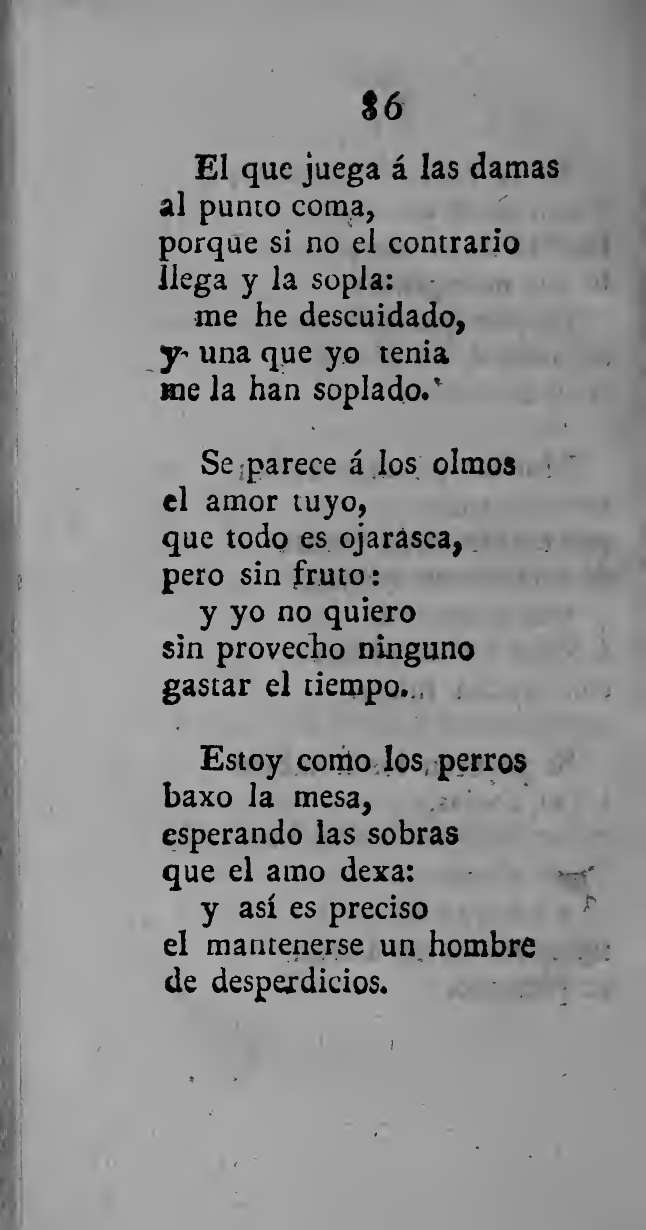 86
El que juega á las damas
al punto coma,
porque si no el contrario
llega y la sopla:
me he descuidado,
y una que yo tenia
me la han soplado.
Se parece á los olmos
el amor tuyo,
que todo es ojarasca,
pero sin fruto:
y yo no quiero
sin provecho ninguno
gastar el tiempo.
Estoy como los perros
baxo la mesa,
esperando las sobras
que el amo dexa:
y así es preciso
el mantenerse un hombre
de desperdicios.